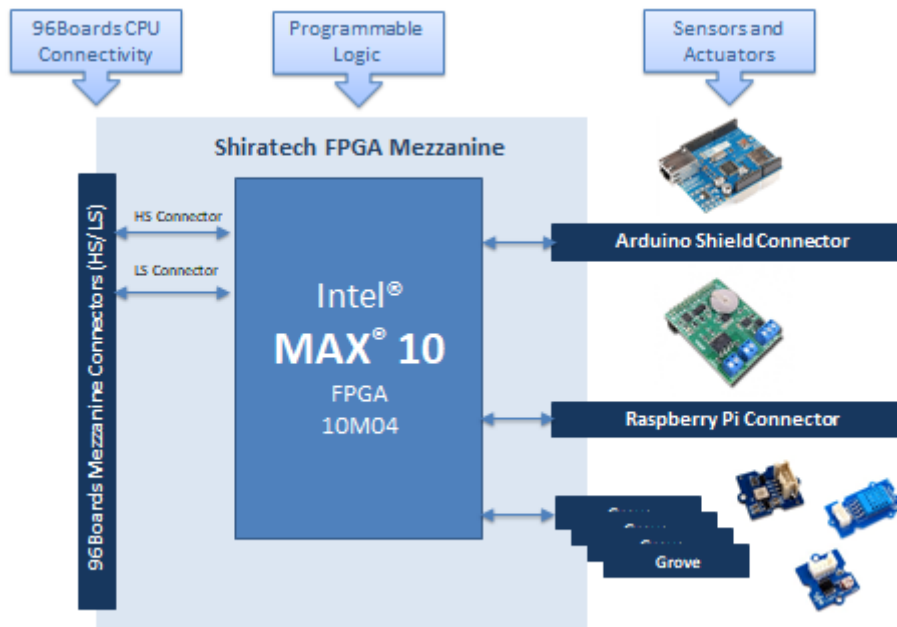 96Boards CPU
Connectivity
Programmable
Logic
Sensors and
Actuators
Shiratech FPGA Mezzanine
96Boards Mezzanine Connectors (HS/LS)
HS Connector
LS Connector
Intel®
MAX® 10
FPGA
10M04
Arduino Shield Connector
Raspberry Pi Connector
Grove